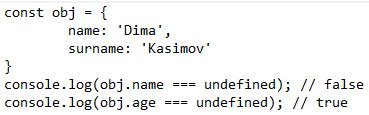 const obj = {
        name: 'Dima',
        surname: 'Kasimov'
}
console.log(obj.name === undefined); // false
console.log(obj.age === undefined); // true